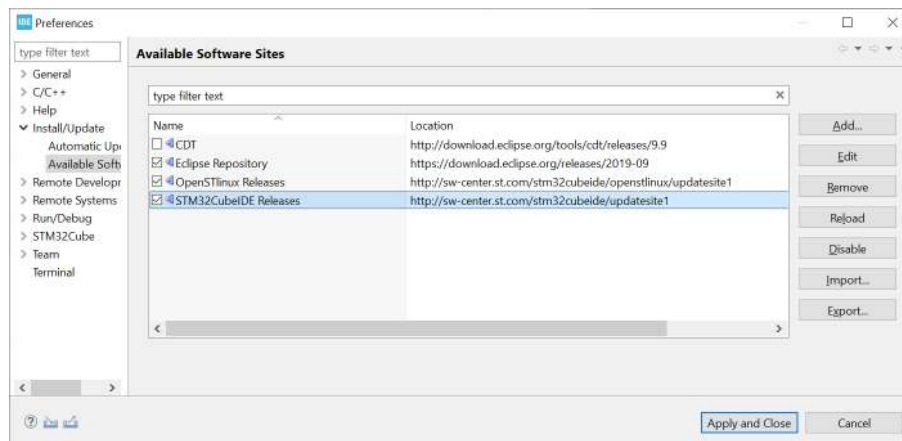 IDE Preferences
type filter text
General
C/C++
Help
Install/Update
Automatic Up
Available Soft
Remote Develop
Remote Systems
Run/Debug
STM32Cube
Team
Terminal
Available Software Sites
type filter text
Name Location
CDT http://download.eclipse.org/tools/cdt/releases/9.9
Eclipse Repository https://download.eclipse.org/releases/2019-09
OpenSTlinux Releases http://sw-center.st.com/stm32cubeide/openstlinux/updatesite1
STM32CubeIDE Releases http://sw-center.st.com/stm32cubeide/updatesite1
Add...
Edit
Remove
Reload
Disable
Import...
Export...
Apply and Close Cancel